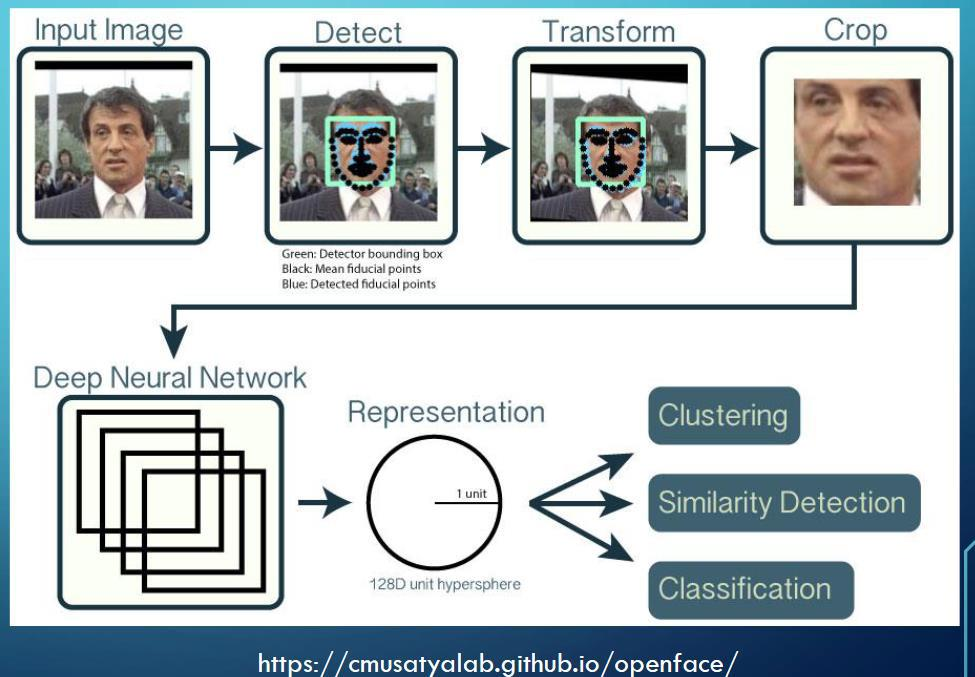 Input Image
Detect
Transform
Crop
Green: Detector bounding box
Black: Mean fiducial points
Blue: Detected fiducial points
Deep Neural Network
Representation
1 unit
128D unit hypersphere
Clustering
Similarity Detection
Classification
https://cmusatyalab.github.io/openface/